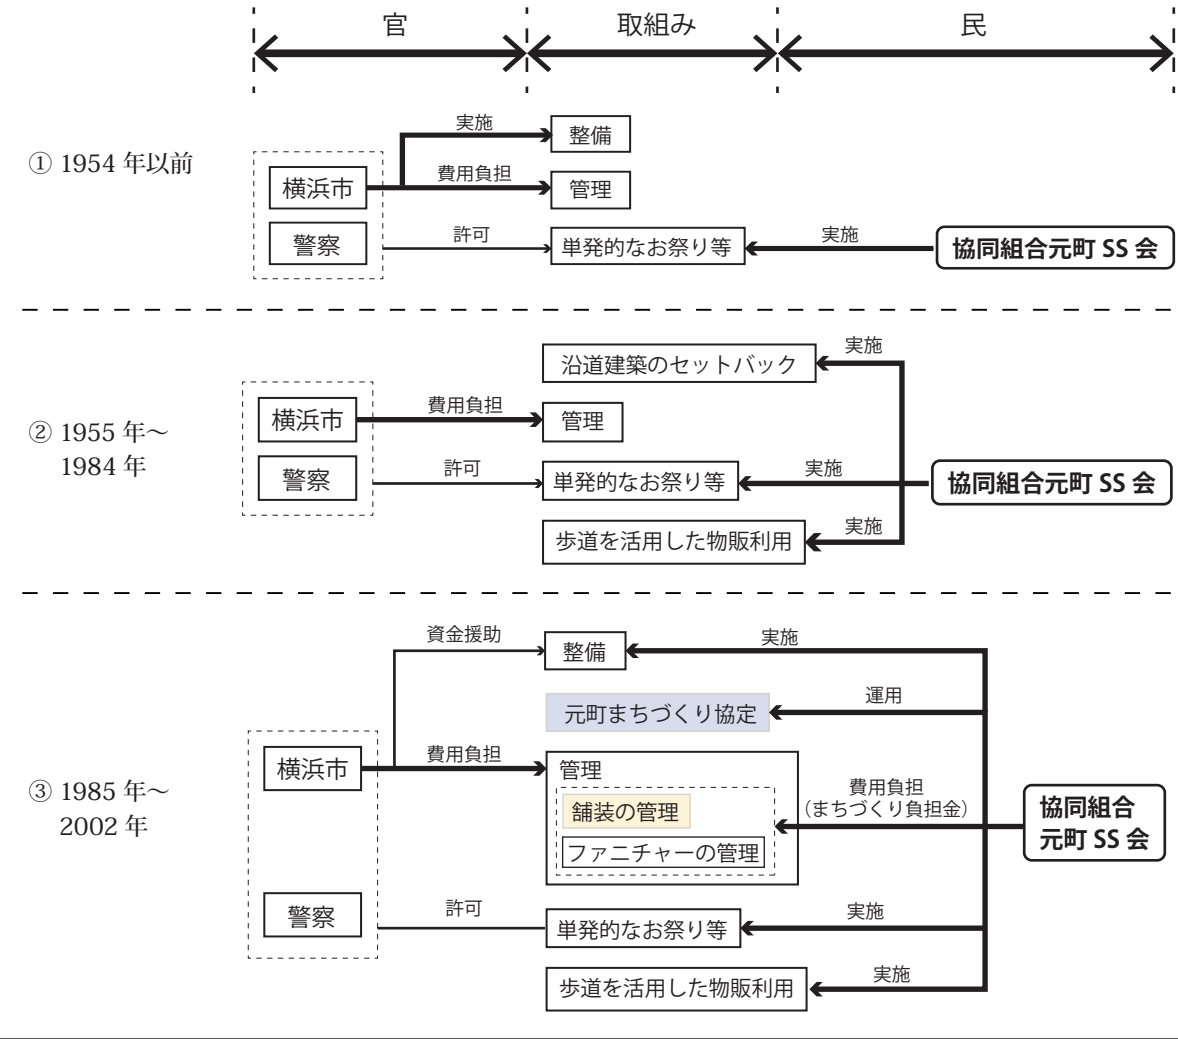 官
取組み
民
① 1954 年以前
実施
整備
横浜市
費用負担
管理
警察
許可
単発的なお祭り等
実施
協同組合元町 SS 会
② 1955 年～
1984 年
沿道建築のセットバック
実施
横浜市
費用負担
管理
警察
許可
単発的なお祭り等
実施
協同組合元町 SS 会
歩道を活用した物販利用
実施
③ 1985 年～
2002 年
資金援助
整備
実施
元町まちづくり協定
運用
横浜市
費用負担
管理
舗装の管理
ファニチャーの管理
費用負担
（まちづくり負担金）
協同組合
元町 SS 会
警察
許可
単発的なお祭り等
実施
歩道を活用した物販利用
実施